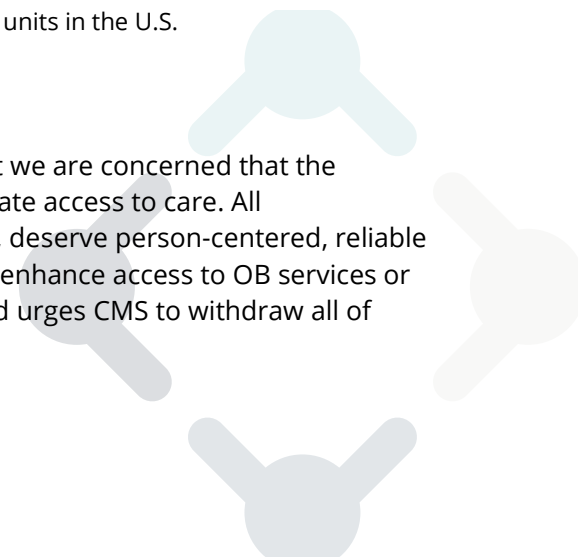 units in the U.S.
t we are concerned that the
ate access to care. All
, deserve person-centered, reliable
enhance access to OB services or
d urges CMS to withdraw all of